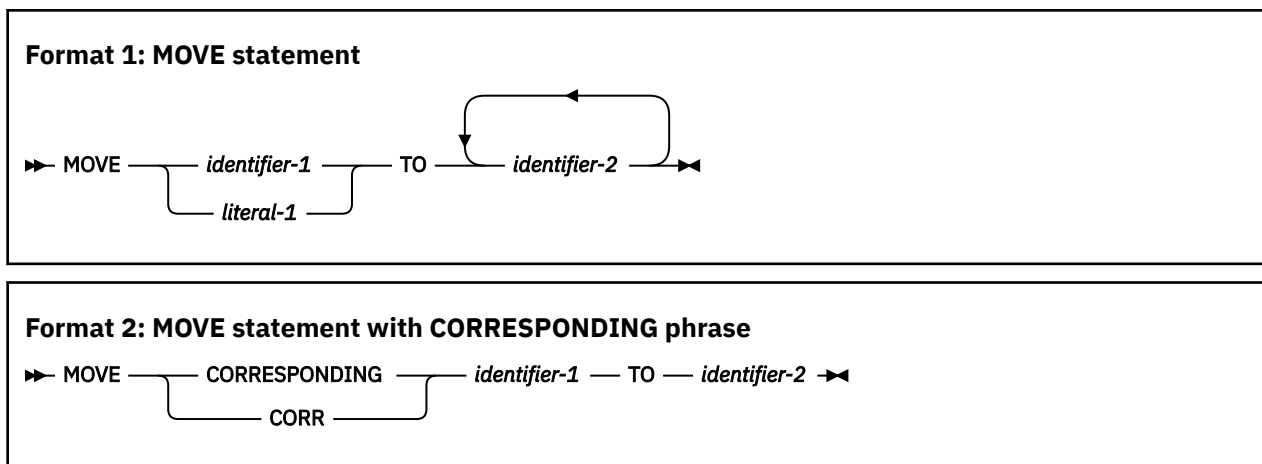 Format 1: MOVE statement
MOVE identifier-1 TO identifier-2
literal-1
Format 2: MOVE statement with CORRESPONDING phrase
MOVE CORRESPONDING identifier-1 TO identifier-2
CORR